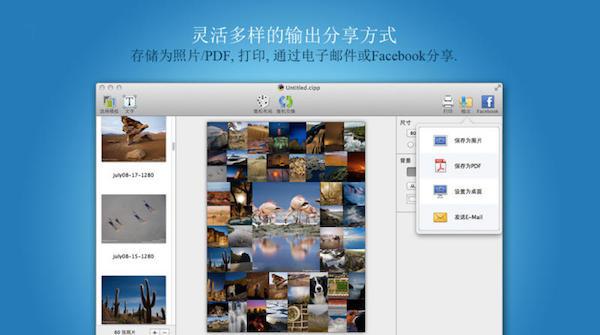 灵活多样的输出分享方式
存储为照片/PDF, 打印, 通过电子邮件或Facebook分享.
Untitled.cipp
选择模板 文字 随机布局 随机交换 打印 输出 Facebook
尺寸
80
背景
从
保存为照片
保存为PDF
设置为桌面
发送E-Mail
july08-17-1280
july08-15-1280
80 张照片